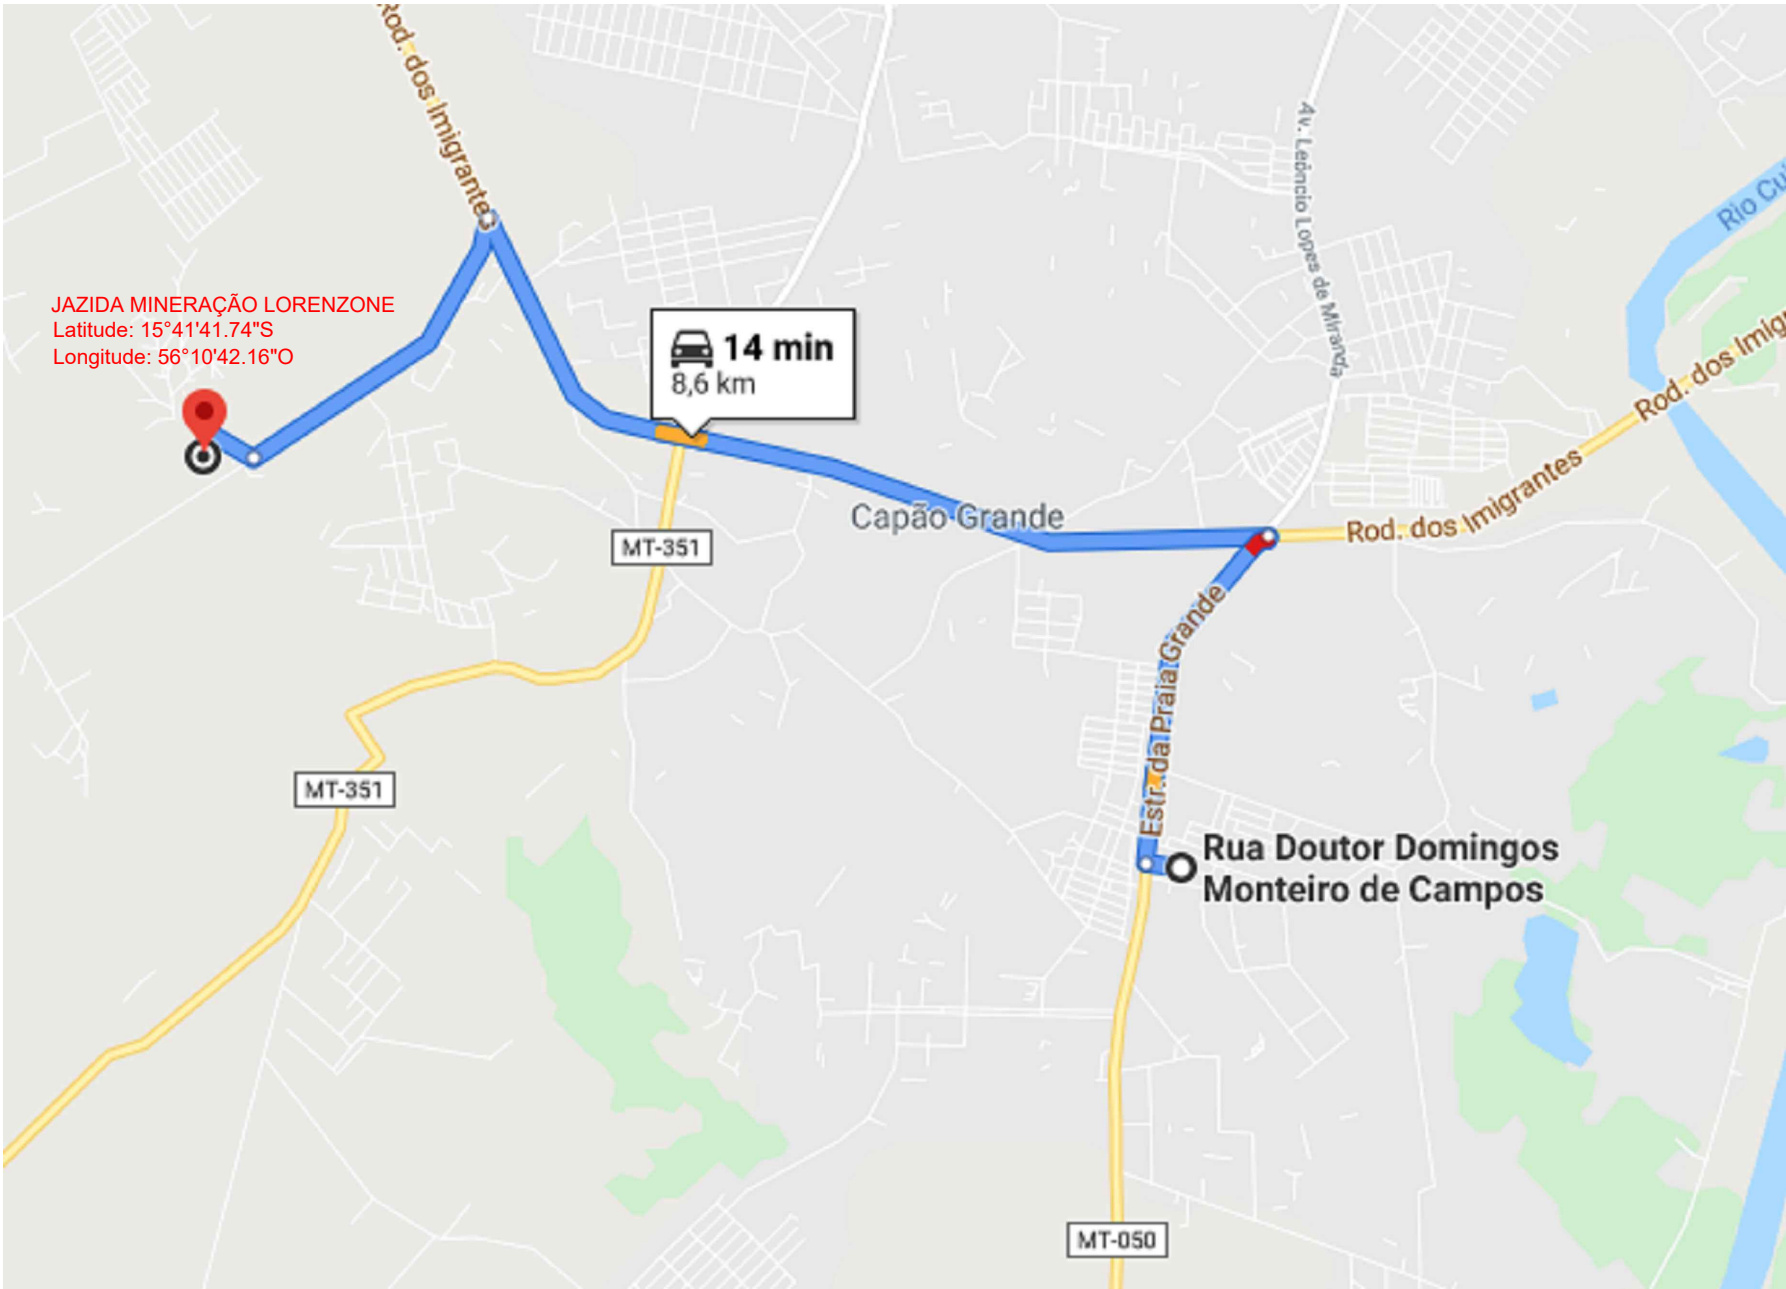 Rod. dos Imigrantes
Av. Leôncio Lopes de Miranda
Rio Cui
JAZIDA MINERAÇÃO LORENZONE
Latitude: 15°41'41.74"S
Longitude: 56°10'42.16"O
14 min
8,6 km
Rod. dos Imigr
Capão Grande
Rod. dos Imigrantes
MT-351
Estr. da Praia Grande
MT-351
Rua Doutor Domingos
Monteiro de Campos
MT-050